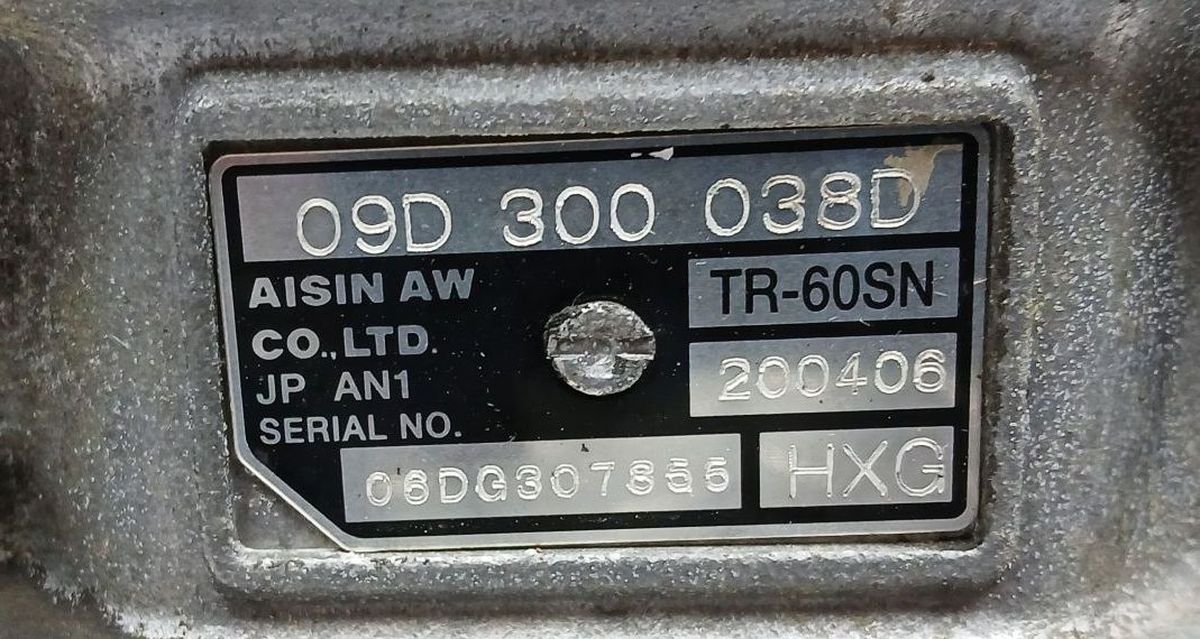 09D 300 038D
AISIN AW
CO., LTD.
JP AN1
SERIAL NO.
TR-60SN
200406
06DG307855
HXG